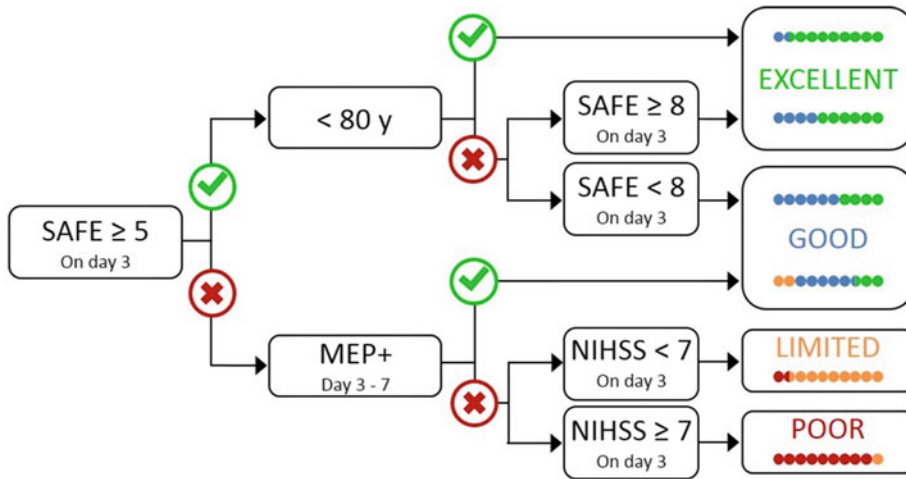 SAFE ≥ 5
On day 3
< 80 y
SAFE ≥ 8
On day 3
SAFE < 8
On day 3
EXCELLENT
GOOD
MEP+
Day 3 - 7
NIHSS < 7
On day 3
NIHSS ≥ 7
On day 3
LIMITED
POOR